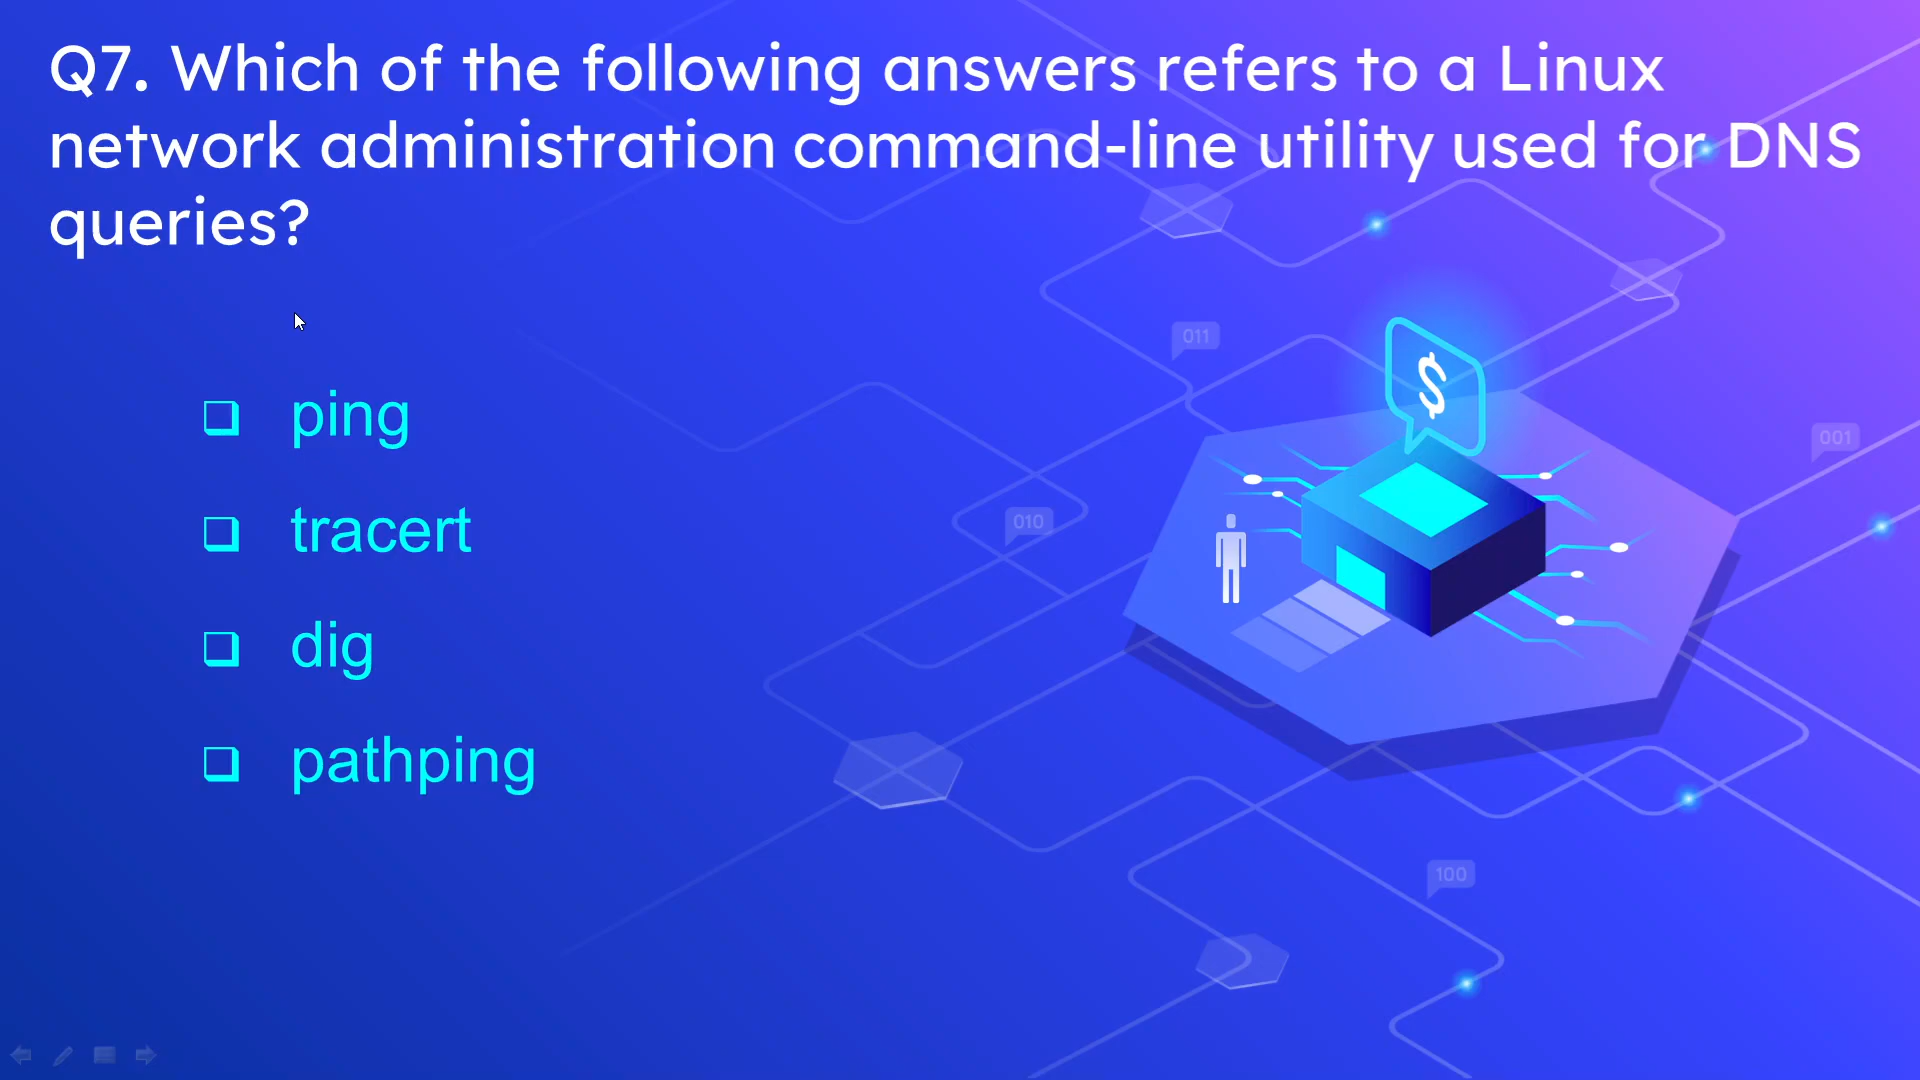 Q7. Which of the following answers refers to a Linux
network administration command-line utility used for DNS
queries?
ping
tracert
dig
pathping
$
011
001
010
100